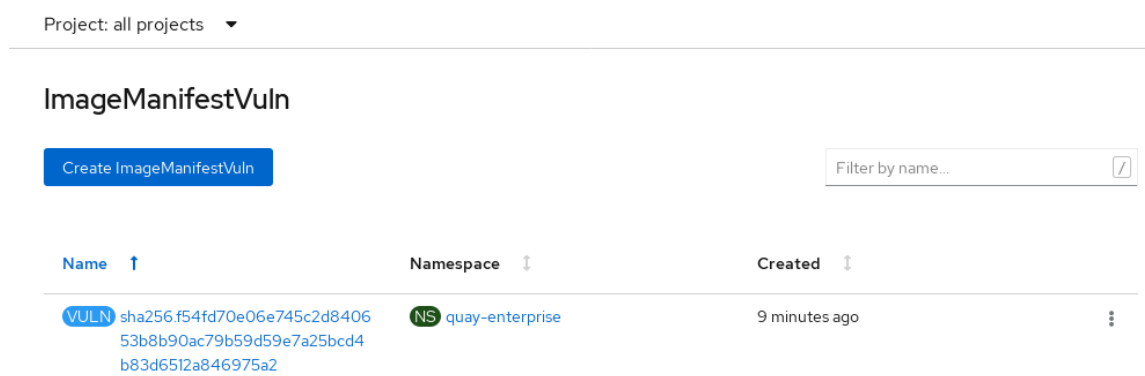 Project: all projects
ImageManifestVuln
Create ImageManifestVuln
Filter by name...
/
Name Namespace Created
VULN sha256.f54fd70e06e745c2d8406 NS quay-enterprise 9 minutes ago
53b8b90ac79b59d59e7a25bcd4
b83d6512a846975a2